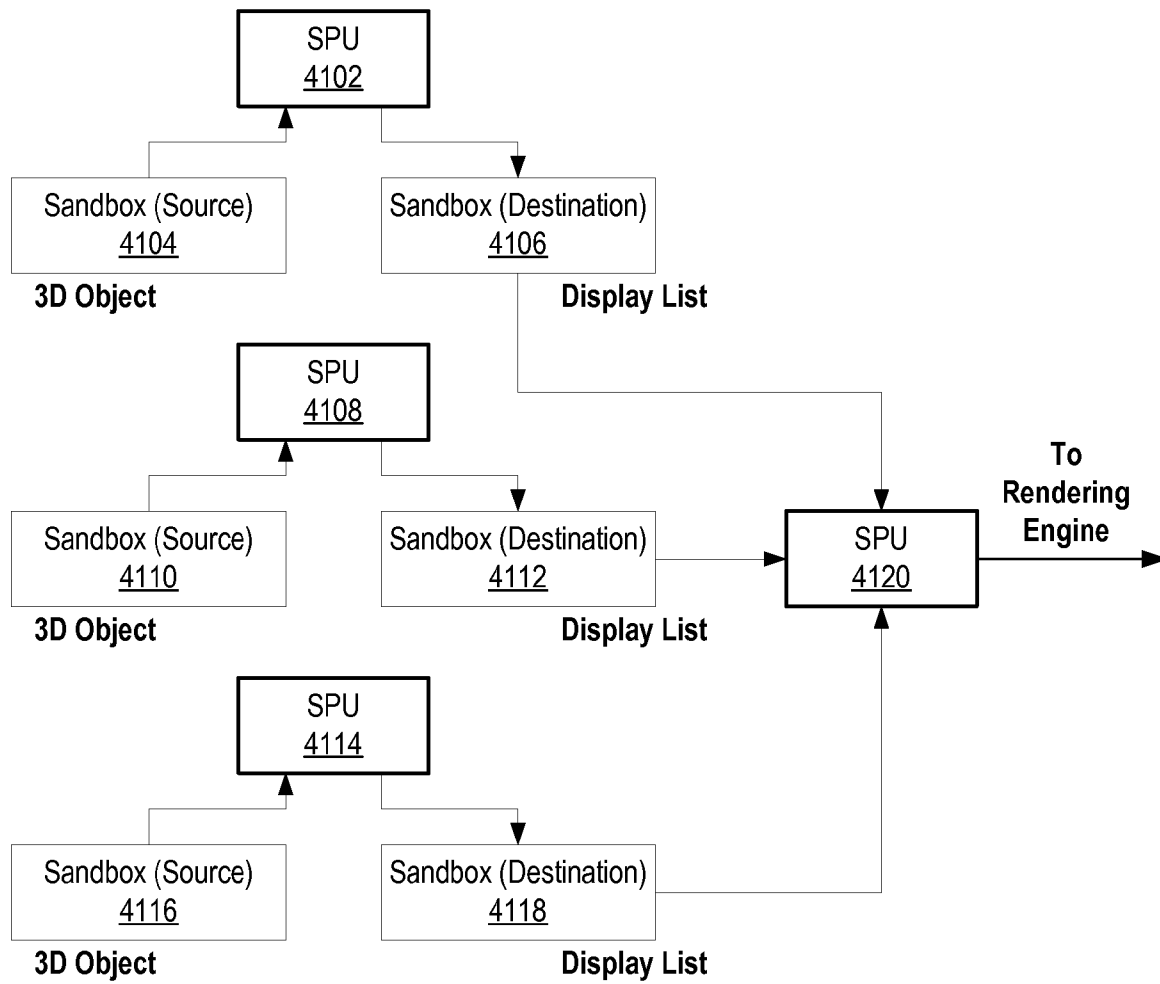 SPU
4102
Sandbox (Source)
4104
3D Object
Sandbox (Destination)
4106
Display List
SPU
4108
Sandbox (Source)
4110
3D Object
Sandbox (Destination)
4112
Display List
SPU
4114
Sandbox (Source)
4116
3D Object
Sandbox (Destination)
4118
Display List
SPU
4120
To
Rendering
Engine